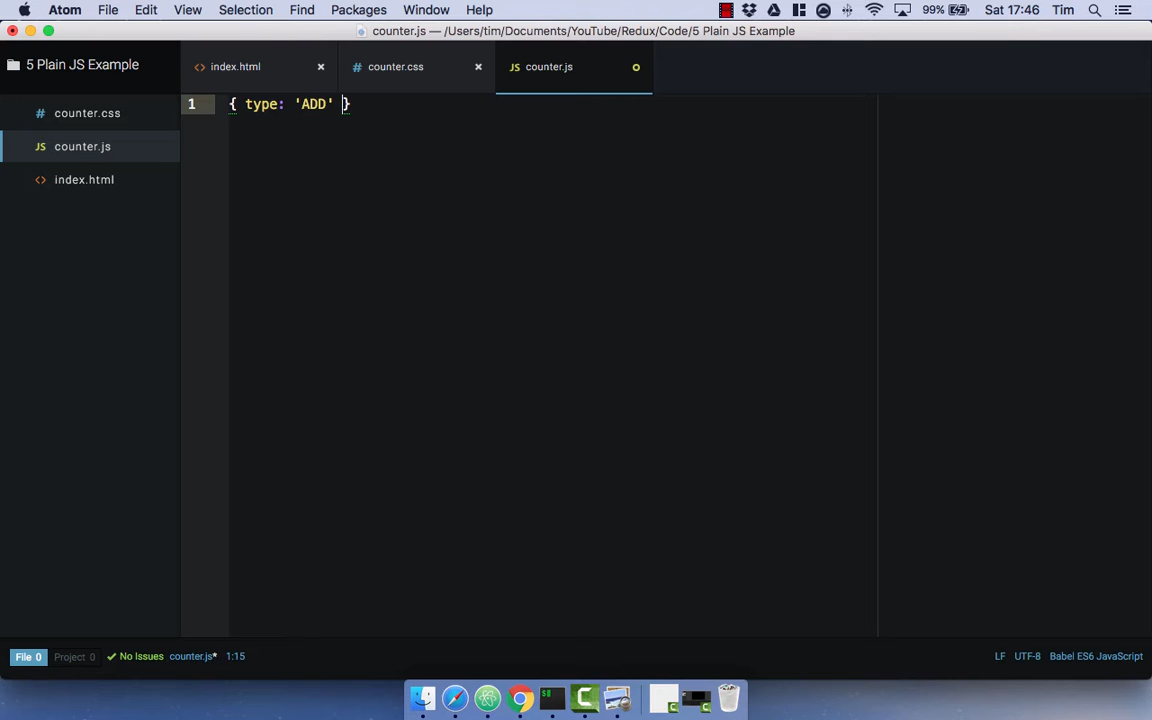 Atom File Edit View Selection Find Packages Window Help 99% Sat 17:46 Tim
counter.js — /Users/tim/Documents/YouTube/Redux/Code/5 Plain JS Example
5 Plain JS Example
index.html
# counter.css
JS counter.js
1 { type: 'ADD' }
# counter.css
JS counter.js
<> index.html
File 0 Project 0 No Issues counter.js* 1:15 LF UTF-8 Babel ES6 JavaScript